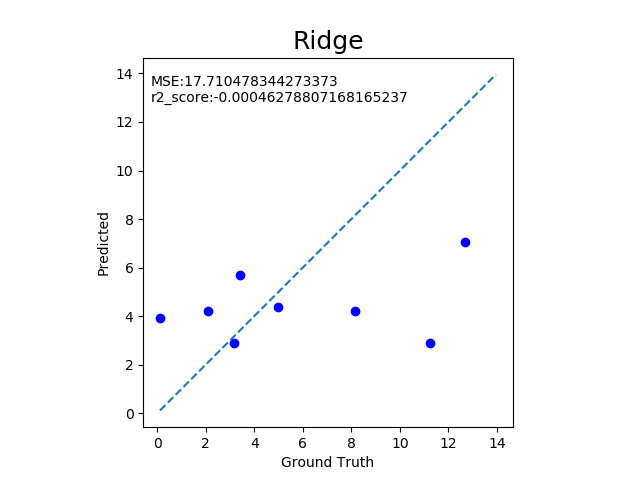 Ridge
MSE:17.710478344273373
r2_score:-0.00046278807168165237
14
12
10
8
6
4
2
0
Predicted
0 2 4 6 8 10 12 14
Ground Truth